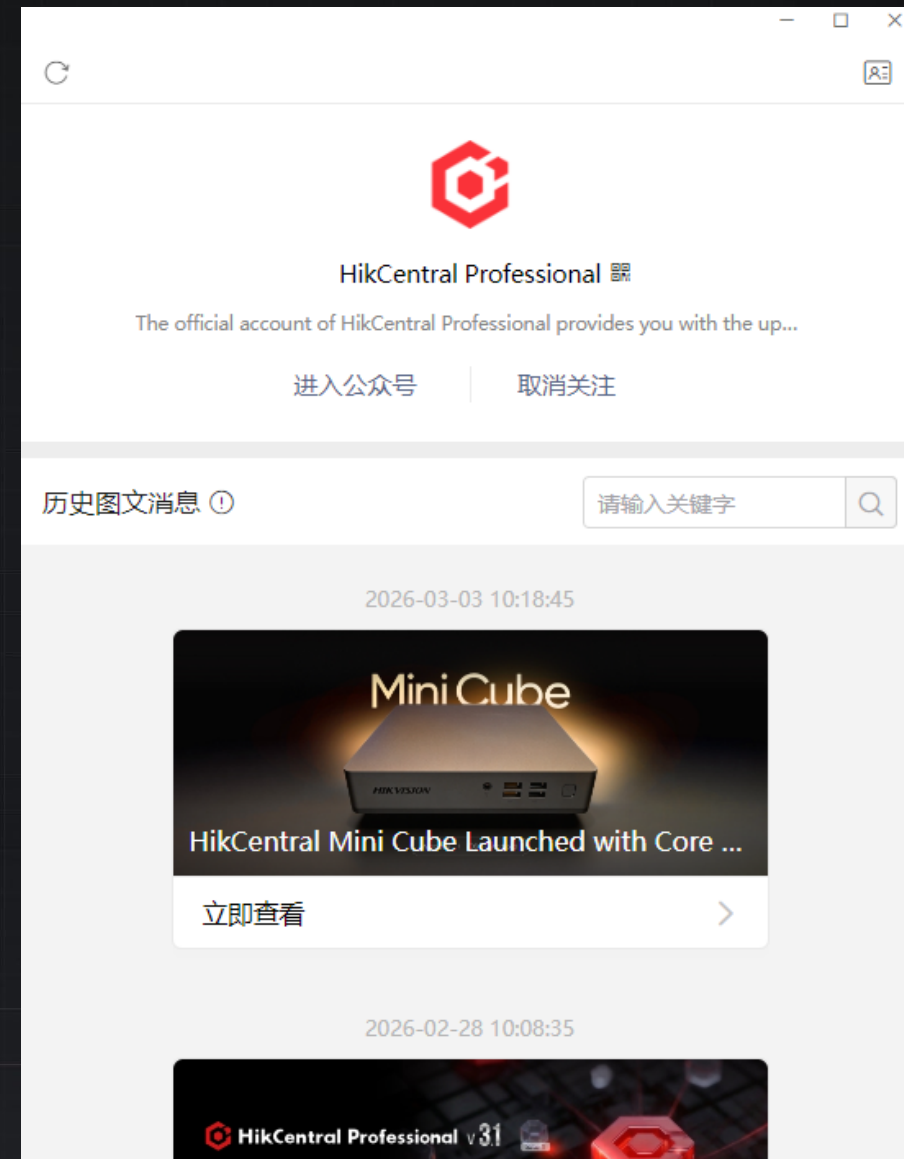 HikCentral Professional
The official account of HikCentral Professional provides you with the up...
进入公众号 取消关注
历史图文消息 请输入关键字
2026-03-03 10:18:45
Mini Cube
HIKVISION
HikCentral Mini Cube Launched with Core ...
立即查看
2026-02-28 10:08:35
HikCentral Professional v 3.1